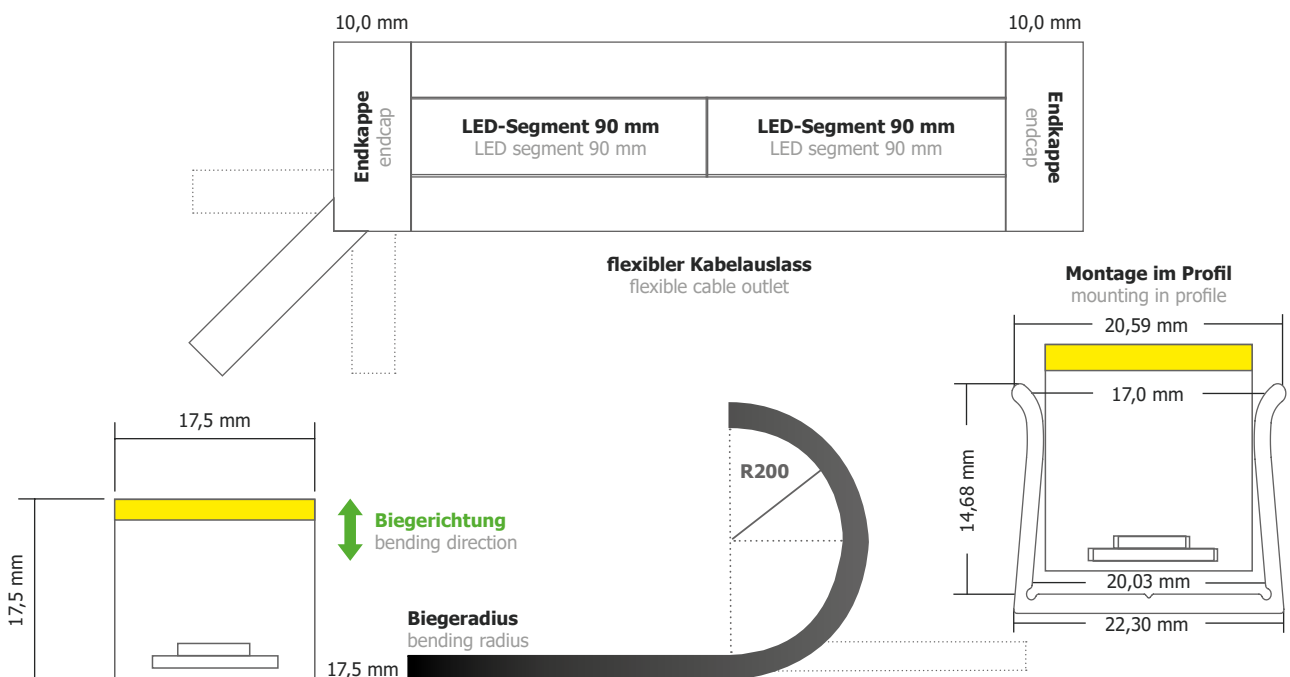 10,0 mm
10,0 mm
Endkappe
endcap
LED-Segment 90 mm
LED segment 90 mm
LED-Segment 90 mm
LED segment 90 mm
Endkappe
endcap
flexibler Kabelauslass
flexible cable outlet
Montage im Profil
mounting in profile
20,59 mm
17,0 mm
14,68 mm
20,03 mm
22,30 mm
17,5 mm
17,5 mm
Biegerichtung
bending direction
R200
Biegeradius
bending radius
17,5 mm